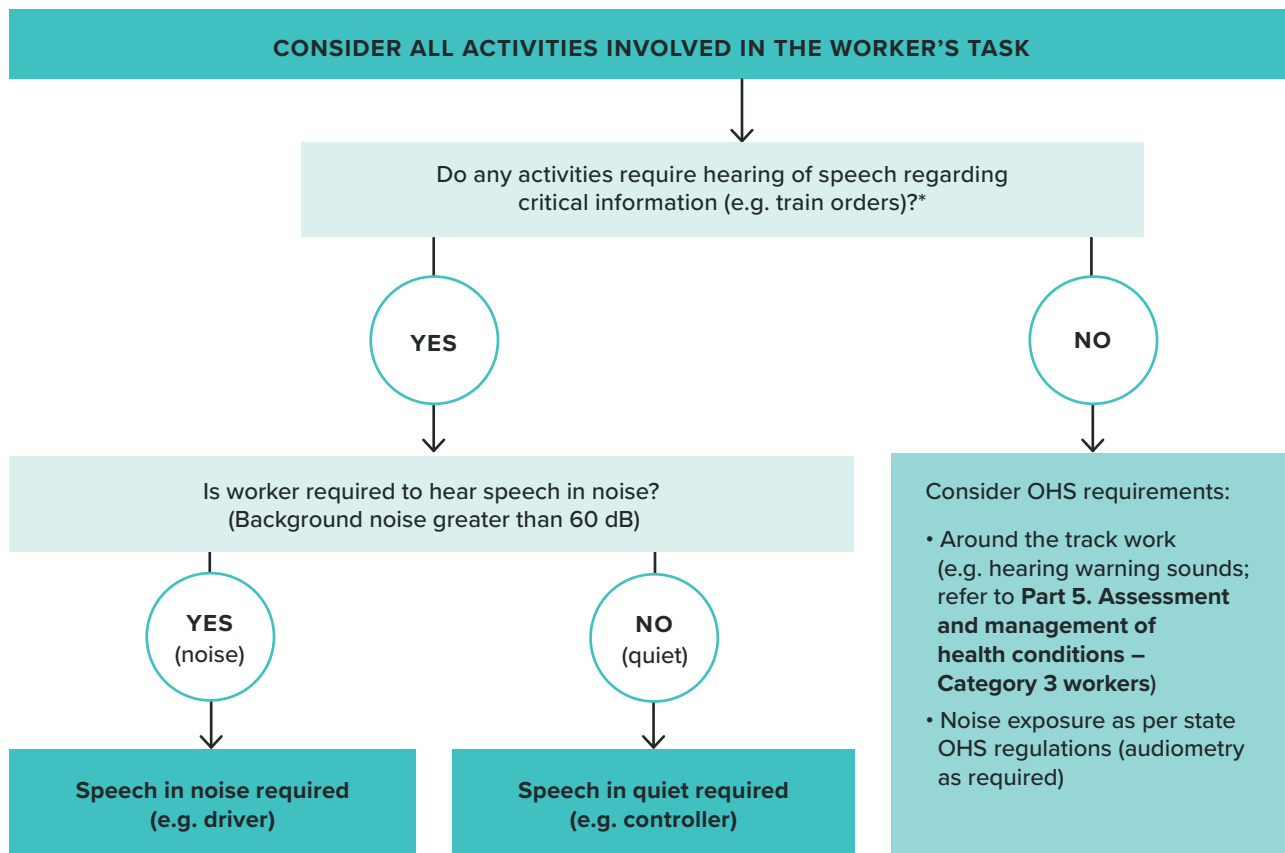 CONSIDER ALL ACTIVITIES INVOLVED IN THE WORKER’S TASK
Do any activities require hearing of speech regarding
critical information (e.g. train orders)?*
YES
NO
Is worker required to hear speech in noise?
(Background noise greater than 60 dB)
YES
(noise)
NO
(quiet)
Speech in noise required
(e.g. driver)
Speech in quiet required
(e.g. controller)
Consider OHS requirements:
• Around the track work
(e.g. hearing warning sounds;
refer to Part 5. Assessment
and management of
health conditions –
Category 3 workers)
• Noise exposure as per state
OHS regulations (audiometry
as required)